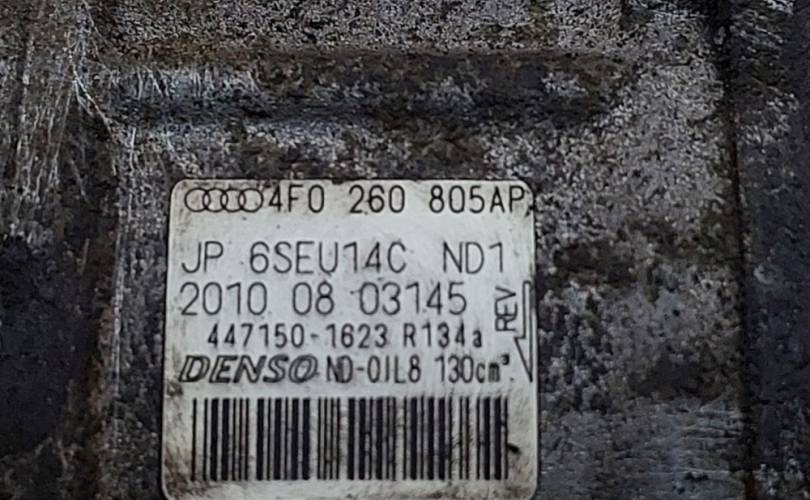 4F0 260 805AP
JP 6SEU14C ND1
2010 08 03145
REV
447150-1623 R134a
DENSO ND-OIL8 130cm³